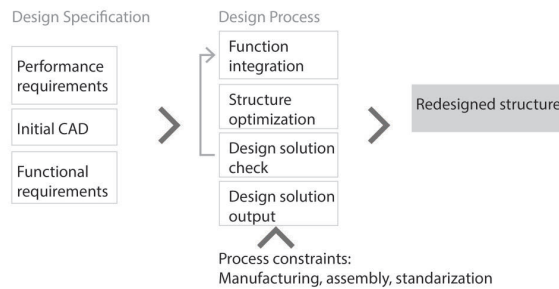 Design Specification
Performance
requirements
Initial CAD
Functional
requirements
Design Process
Function
integration
Structure
optimization
Design solution
check
Design solution
output
Redesigned structure
Process constraints:
Manufacturing, assembly, standarization